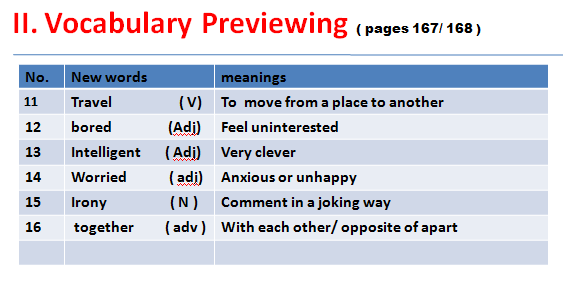 II. Vocabulary Previewing ( pages 167/ 168 )
No. New words meanings
11 Travel ( V) To move from a place to another
12 bored (Adj) Feel uninterested
13 Intelligent ( Adj) Very clever
14 Worried ( adj) Anxious or unhappy
15 Irony ( N ) Comment in a joking way
16 together ( adv ) With each other/ opposite of apart